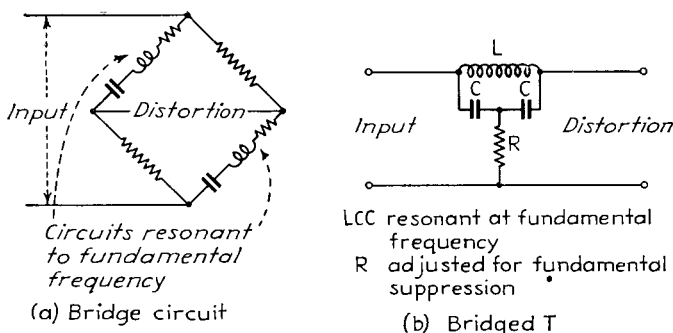 Input
Distortion
Circuits resonant
to fundamental
frequency
(a) Bridge circuit
L
C C
R
Input
Distortion
LCC resonant at fundamental
frequency
R adjusted for fundamental
suppression
(b) Bridged T